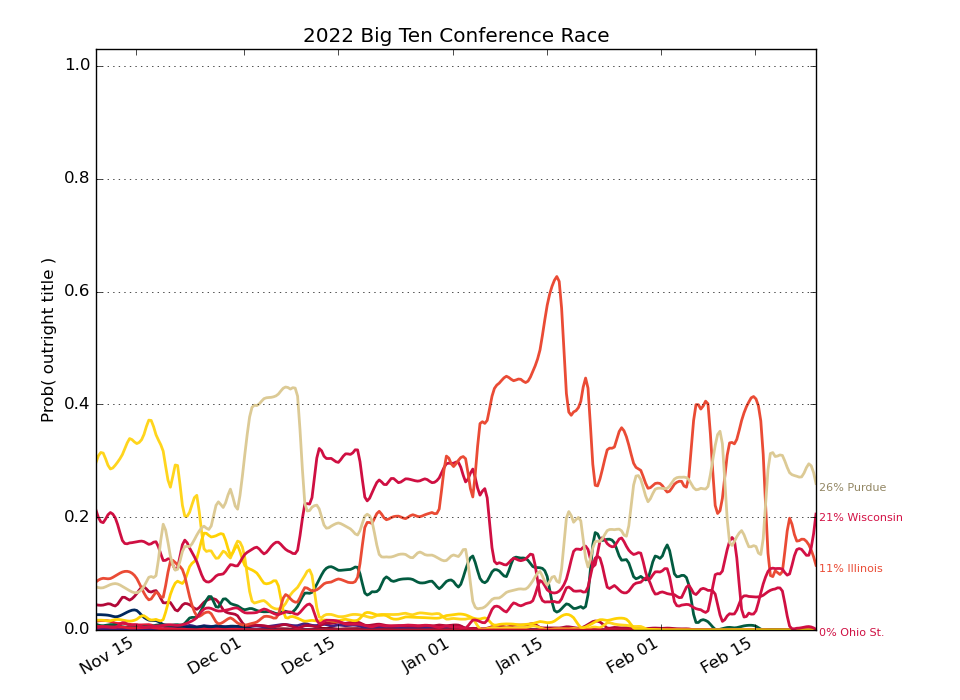 2022 Big Ten Conference Race
Prob( outright title )
1.0
0.8
0.6
0.4
0.2
0.0
26% Purdue
21% Wisconsin
11% Illinois
0% Ohio St.
Nov 15
Dec 01
Dec 15
Jan 01
Jan 15
Feb 01
Feb 15